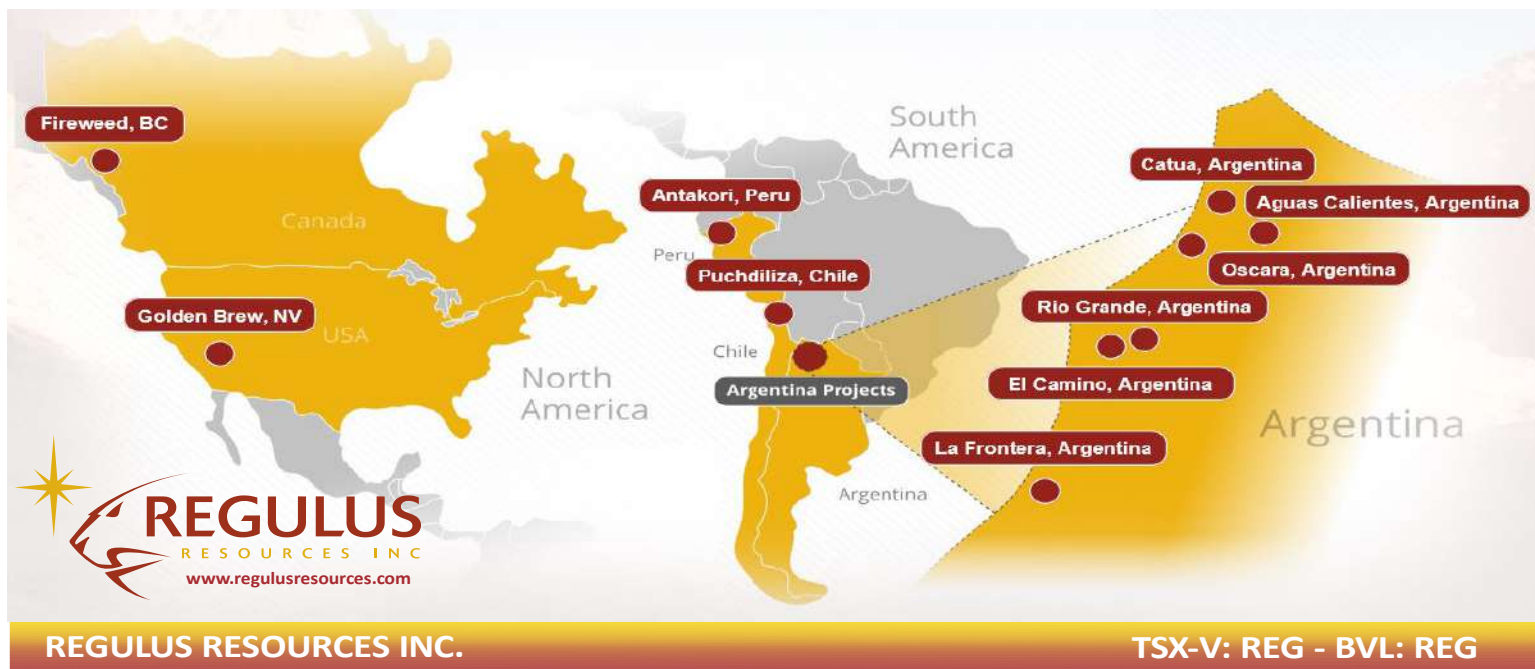 Fireweed, BC
Canada
Golden Brew, NV
USA
North
America
South
America
Antakori, Peru
Peru
Puchdiliza, Chile
Chile
Argentina Projects
Argentina
Catua, Argentina
Aguas Calientes, Argentina
Oscara, Argentina
Rio Grande, Argentina
El Camino, Argentina
Argentina
La Frontera, Argentina
REGULUS
RESOURCES INC
www.regulusresources.com
REGULUS RESOURCES INC.
TSX-V: REG - BVL: REG